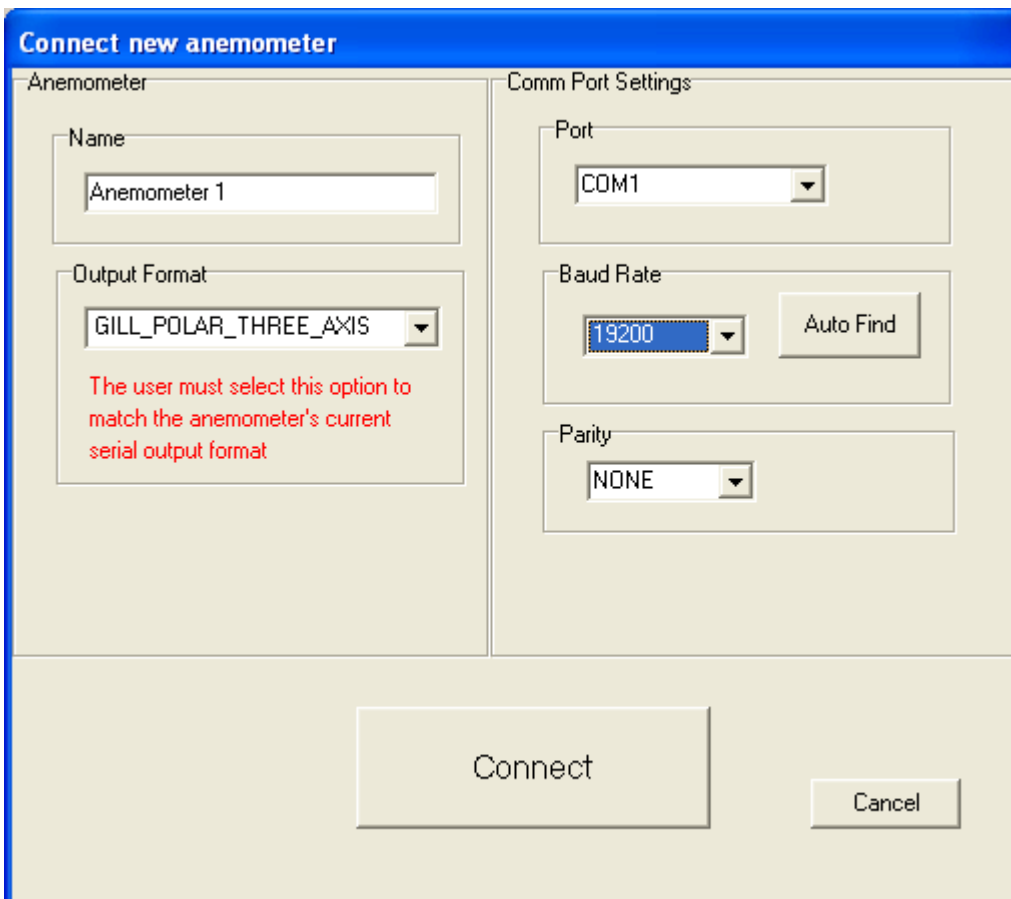 Connect new anemometer
Anemometer
Name
Anemometer 1
Output Format
GILL_POLAR_THREE_AXIS
The user must select this option to
match the anemometer's current
serial output format
Comm Port Settings
Port
COM1
Baud Rate
19200
Auto Find
Parity
NONE
Connect
Cancel